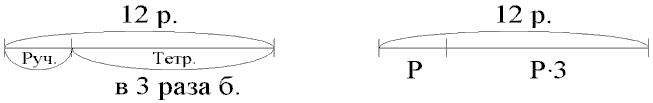 12 р.
Руч. Тетр.
в 3 раза б.
12 р.
Р Р·3